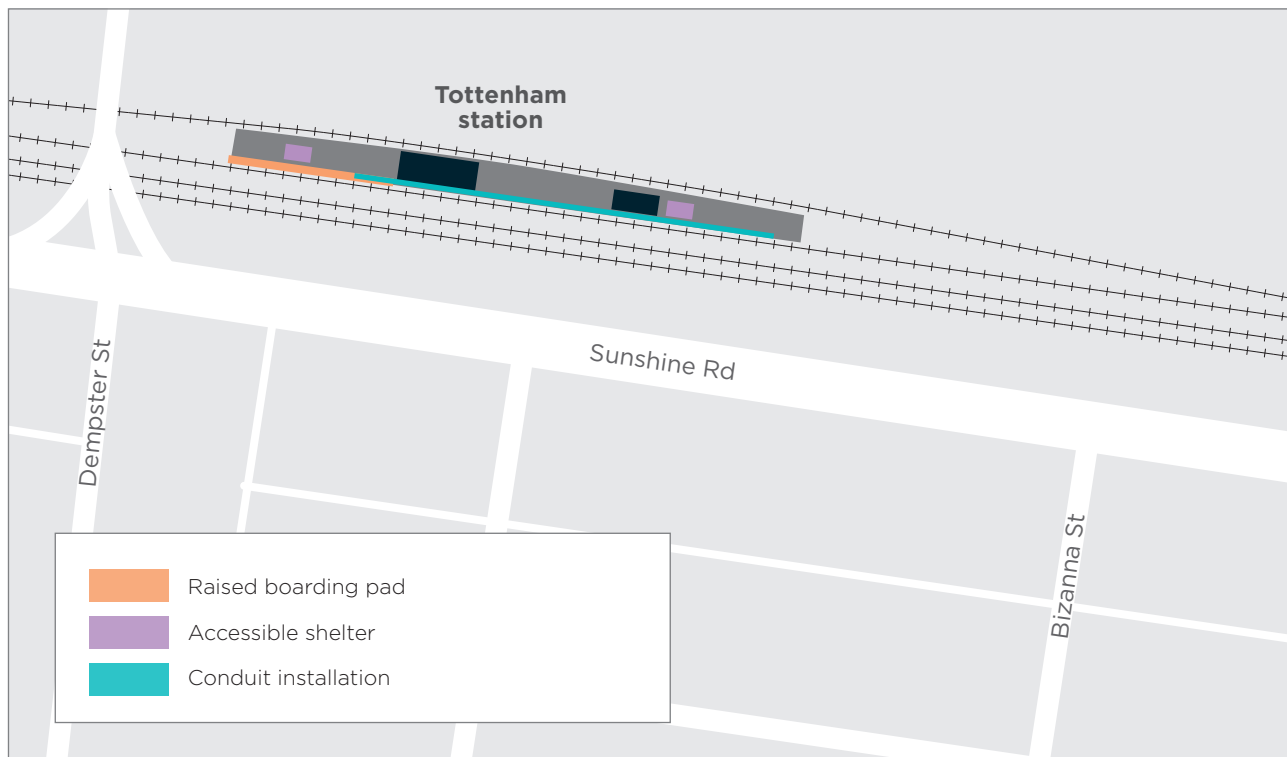 Tottenham
station
Sunshine Rd
Dempster St
Bizanna St
Raised boarding pad
Accessible shelter
Conduit installation